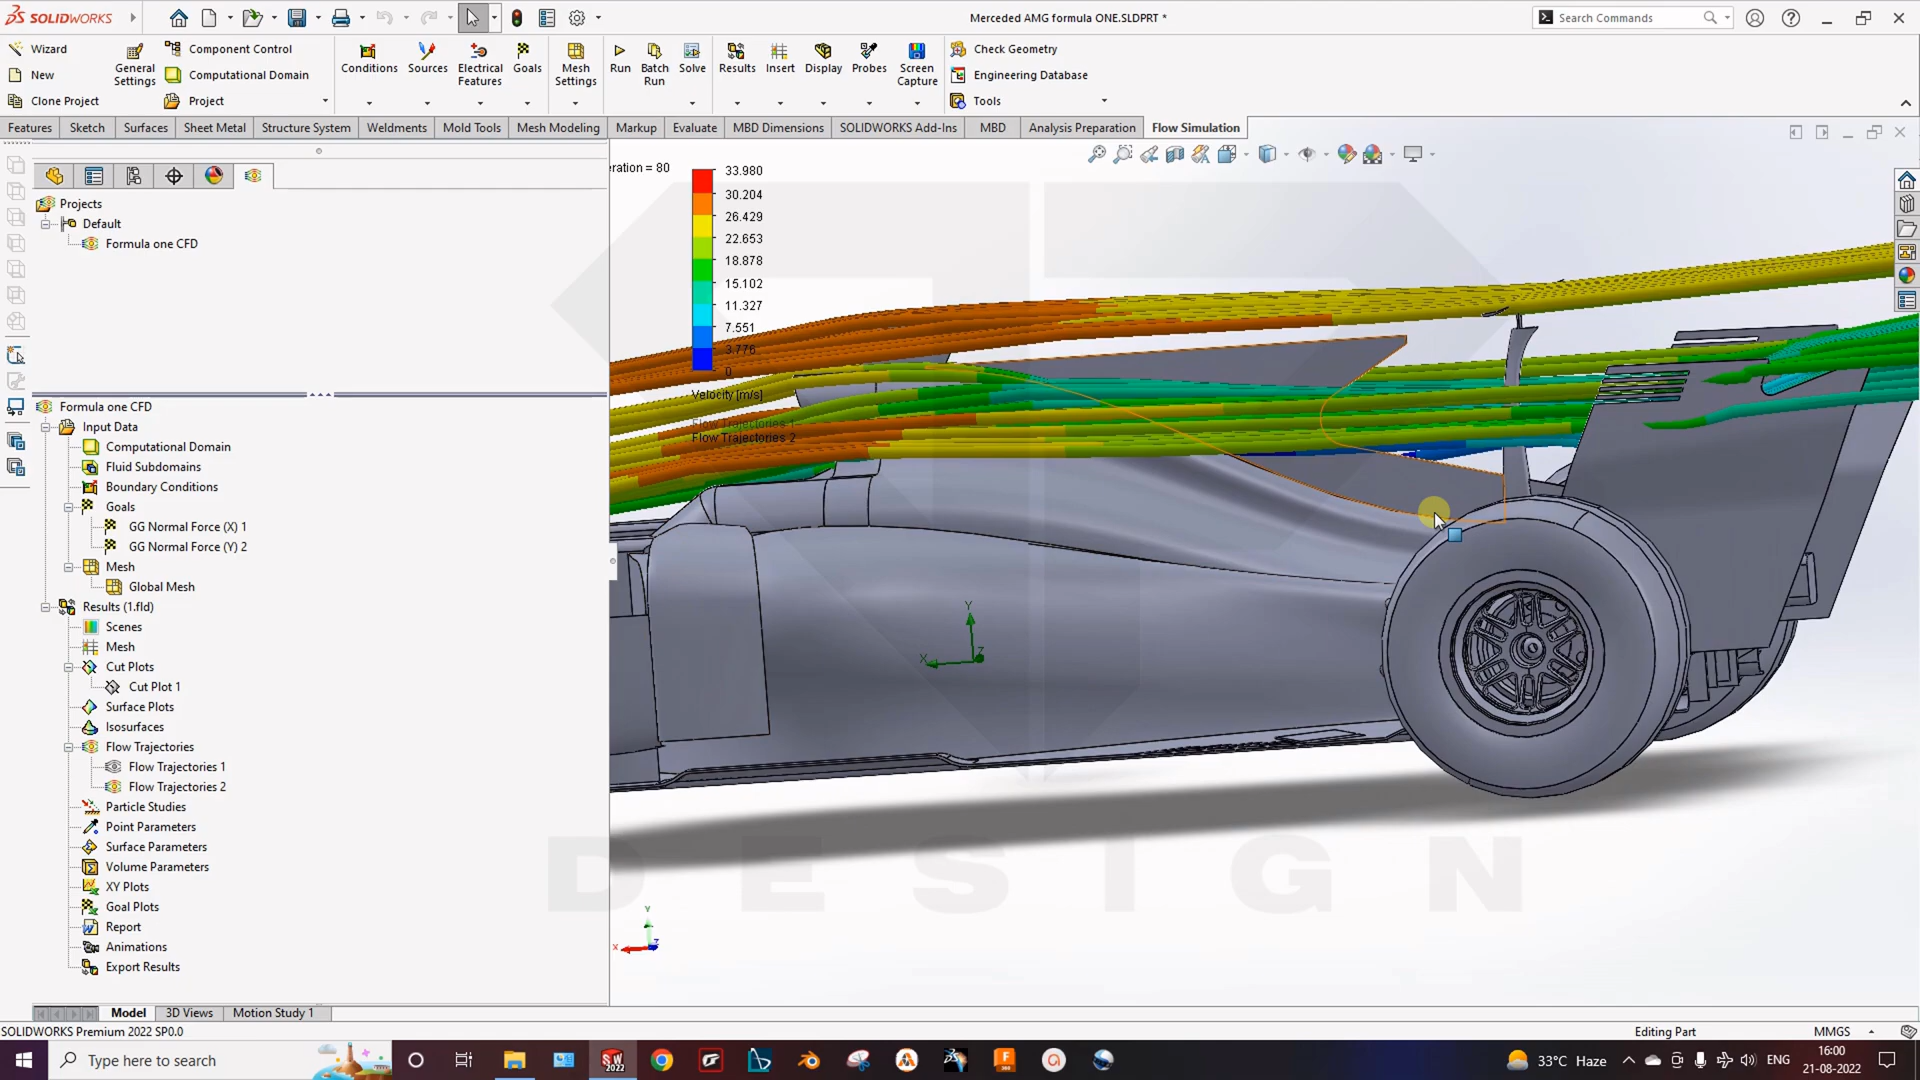 SOLIDWORKS
Merceded AMG formula ONE.SLDPRT *
Search Commands
Wizard
New
Clone Project
General Settings
Component Control
Computational Domain
Project
Conditions
Sources
Electrical Features
Goals
Mesh Settings
Run
Batch Run
Solve
Results
Insert
Display
Probes
Screen Capture
Check Geometry
Engineering Database
Tools
Features
Sketch
Surfaces
Sheet Metal
Structure System
Weldments
Mold Tools
Mesh Modeling
Markup
Evaluate
MBD Dimensions
SOLIDWORKS Add-Ins
MBD
Analysis Preparation
Flow Simulation
Projects
Default
Formula one CFD
Formula one CFD
Input Data
Computational Domain
Fluid Subdomains
Boundary Conditions
Goals
GG Normal Force (X) 1
GG Normal Force (Y) 2
Mesh
Global Mesh
Results (1.fld)
Scenes
Mesh
Cut Plots
Cut Plot 1
Surface Plots
Isosurfaces
Flow Trajectories
Flow Trajectories 1
Flow Trajectories 2
Particle Studies
Point Parameters
Surface Parameters
Volume Parameters
XY Plots
Goal Plots
Report
Animations
Export Results
eration = 80
33.980
30.204
26.429
22.653
18.878
15.102
11.327
7.551
3.776
0
Velocity [m/s]
Flow Trajectories 1
Flow Trajectories 2
Y
X
Z
Y
X
Z
DESIGN
Model
3D Views
Motion Study 1
SOLIDWORKS Premium 2022 SP0.0
Editing Part
MMGS
Type here to search
SW
2022
F
33°C Haze
ENG
16:00
21-08-2022